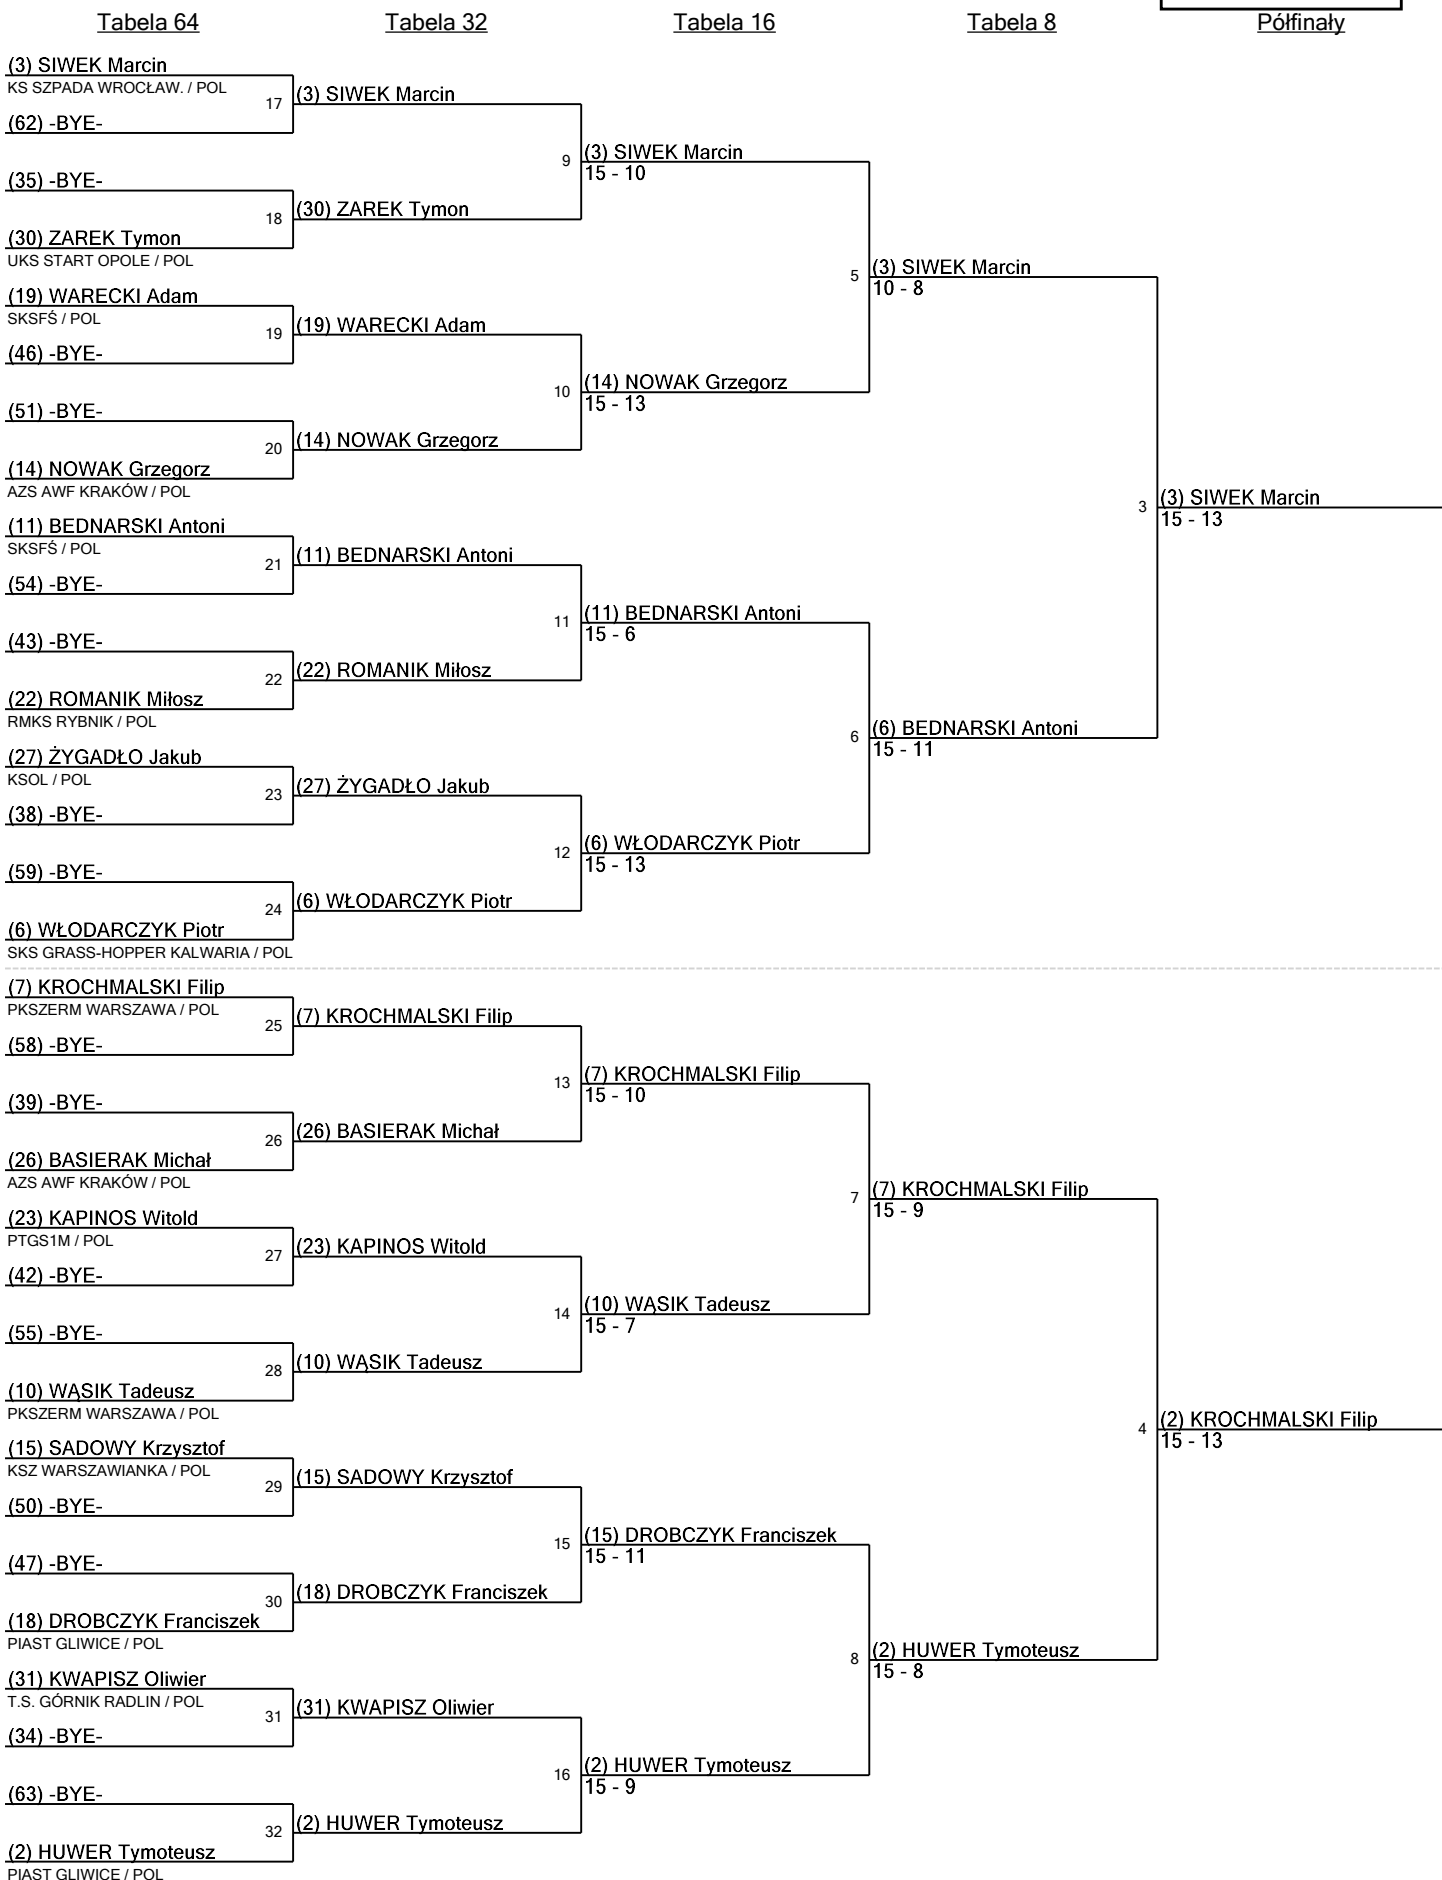 Tabela 64
Tabela 32
Tabela 16
Tabela 8
Półfinały
(3) SIWEK Marcin
KS SZPADA WROCŁAW. / POL
17
(3) SIWEK Marcin
(62) -BYE-
9
(3) SIWEK Marcin
15 - 10
(35) -BYE-
18
(30) ZAREK Tymon
(30) ZAREK Tymon
UKS START OPOLE / POL
5
(3) SIWEK Marcin
10 - 8
(19) WARECKI Adam
SKSFŚ / POL
19
(19) WARECKI Adam
(46) -BYE-
10
(14) NOWAK Grzegorz
15 - 13
(51) -BYE-
20
(14) NOWAK Grzegorz
(14) NOWAK Grzegorz
AZS AWF KRAKÓW / POL
3
(3) SIWEK Marcin
15 - 13
(11) BEDNARSKI Antoni
SKSFŚ / POL
21
(11) BEDNARSKI Antoni
(54) -BYE-
11
(11) BEDNARSKI Antoni
15 - 6
(43) -BYE-
22
(22) ROMANIK Miłosz
(22) ROMANIK Miłosz
RMKS RYBNIK / POL
6
(6) BEDNARSKI Antoni
15 - 11
(27) ŻYGADŁO Jakub
KSOL / POL
23
(27) ŻYGADŁO Jakub
(38) -BYE-
12
(6) WŁODARCZYK Piotr
15 - 13
(59) -BYE-
24
(6) WŁODARCZYK Piotr
(6) WŁODARCZYK Piotr
SKS GRASS-HOPPER KALWARIA / POL
(7) KROCHMALSKI Filip
PKSZERM WARSZAWA / POL
25
(7) KROCHMALSKI Filip
(58) -BYE-
13
(7) KROCHMALSKI Filip
15 - 10
(39) -BYE-
26
(26) BASIERAK Michał
(26) BASIERAK Michał
AZS AWF KRAKÓW / POL
7
(7) KROCHMALSKI Filip
15 - 9
(23) KAPINOS Witold
PTGS1M / POL
27
(23) KAPINOS Witold
(42) -BYE-
14
(10) WĄSIK Tadeusz
15 - 7
(55) -BYE-
28
(10) WĄSIK Tadeusz
(10) WĄSIK Tadeusz
PKSZERM WARSZAWA / POL
4
(2) KROCHMALSKI Filip
15 - 13
(15) SADOWY Krzysztof
KSZ WARSZAWIANKA / POL
29
(15) SADOWY Krzysztof
(50) -BYE-
15
(15) DROBCZYK Franciszek
15 - 11
(47) -BYE-
30
(18) DROBCZYK Franciszek
(18) DROBCZYK Franciszek
PIAST GLIWICE / POL
8
(2) HUWER Tymoteusz
15 - 8
(31) KWAPISZ Oliwier
T.S. GÓRNIK RADLIN / POL
31
(31) KWAPISZ Oliwier
(34) -BYE-
16
(2) HUWER Tymoteusz
15 - 9
(63) -BYE-
32
(2) HUWER Tymoteusz
(2) HUWER Tymoteusz
PIAST GLIWICE / POL